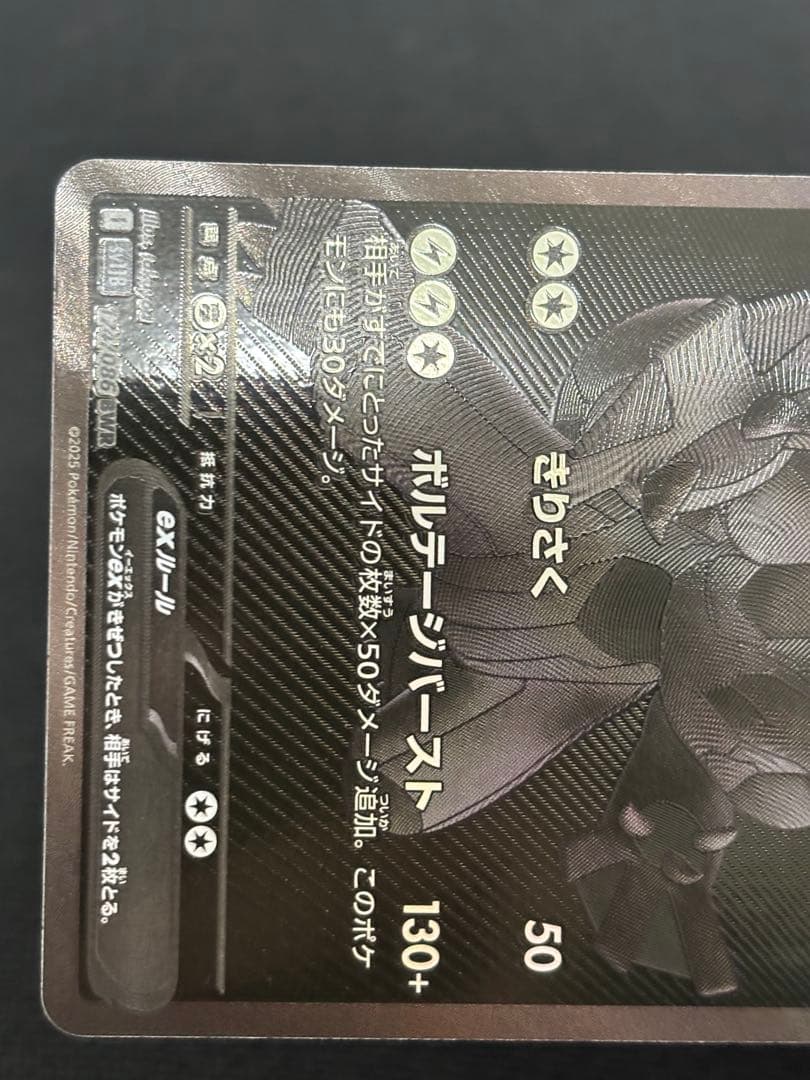 きりさく 50
ボルテージバースト 130+
相手がすでにとったサイドの枚数×50ダメージ追加。このポケ
モンにも30ダメージ。
弱点 ×2 抵抗力 にげる
exルール
ポケモンexがきぜつしたとき、相手はサイドを2枚とる。
©2025 Pokémon/Nintendo/Creatures/GAME FREAK.